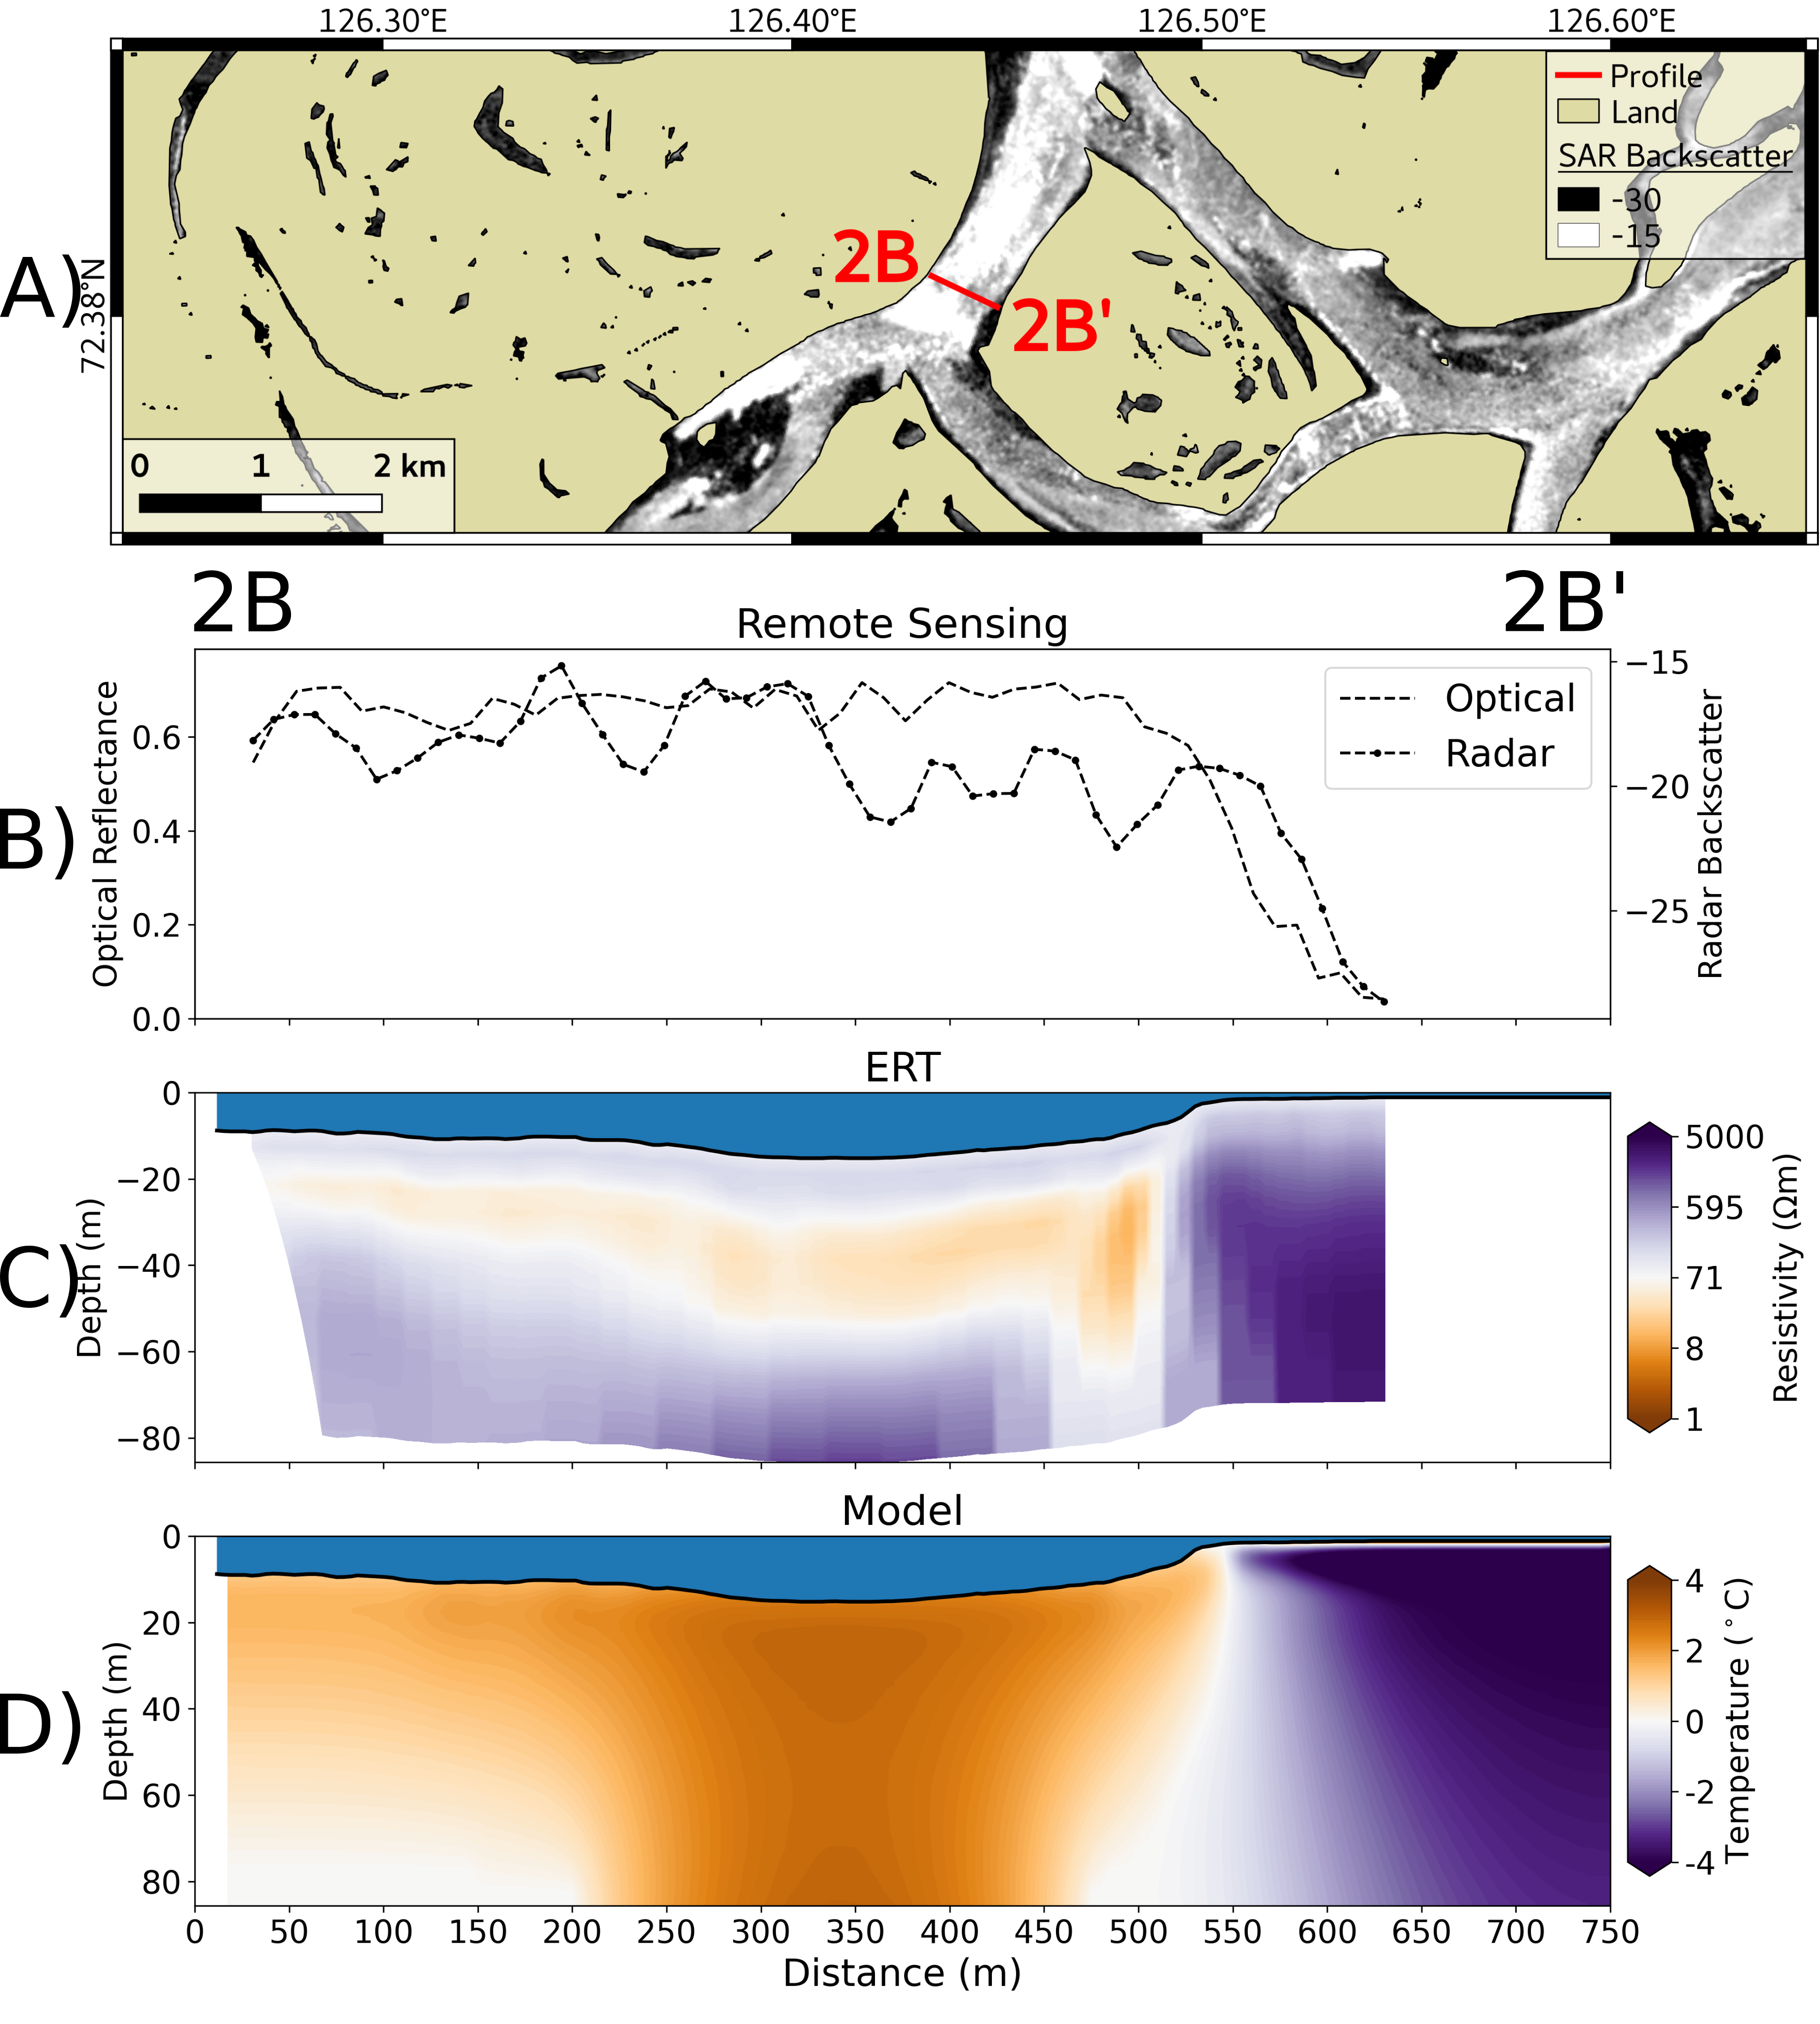 126.30°E 126.40°E 126.50°E 126.60°E
A)
72.38°N
Profile
Land
SAR Backscatter
-30
-15
2B
2B'
0 1 2 km
2B 2B'
Remote Sensing
B)
Optical Reflectance
0.6
0.4
0.2
0.0
Optical
Radar
−15
−20
−25
Radar Backscatter
ERT
C)
Depth (m)
0
−20
−40
−60
−80
5000
595
71
8
1
Resistivity (Ωm)
Model
D)
Depth (m)
0
20
40
60
80
4
2
0
-2
-4
Temperature (°C)
0 50 100 150 200 250 300 350 400 450 500 550 600 650 700 750
Distance (m)